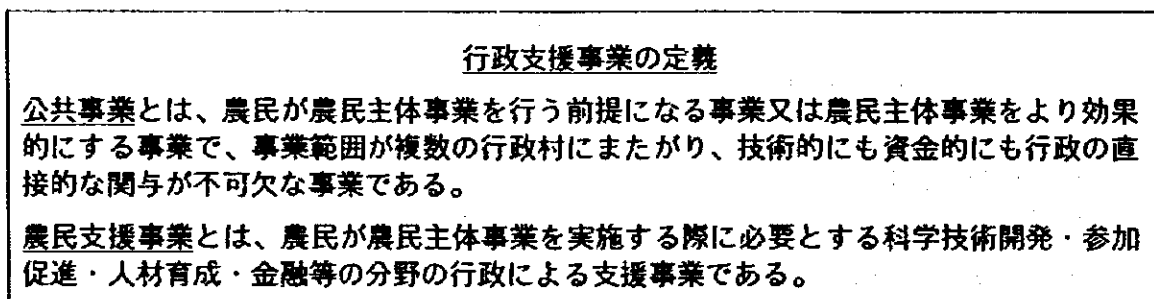 行政支援事業の定義
公共事業とは、農民が農民主体事業を行う前提になる事業又は農民主体事業をより効果
的にする事業で、事業範囲が複数の行政村にまたがり、技術的にも資金的にも行政の直
接的な関与が不可欠な事業である。
農民支援事業とは、農民が農民主体事業を実施する際に必要とする科学技術開発・参加
促進・人材育成・金融等の分野の行政による支援事業である。